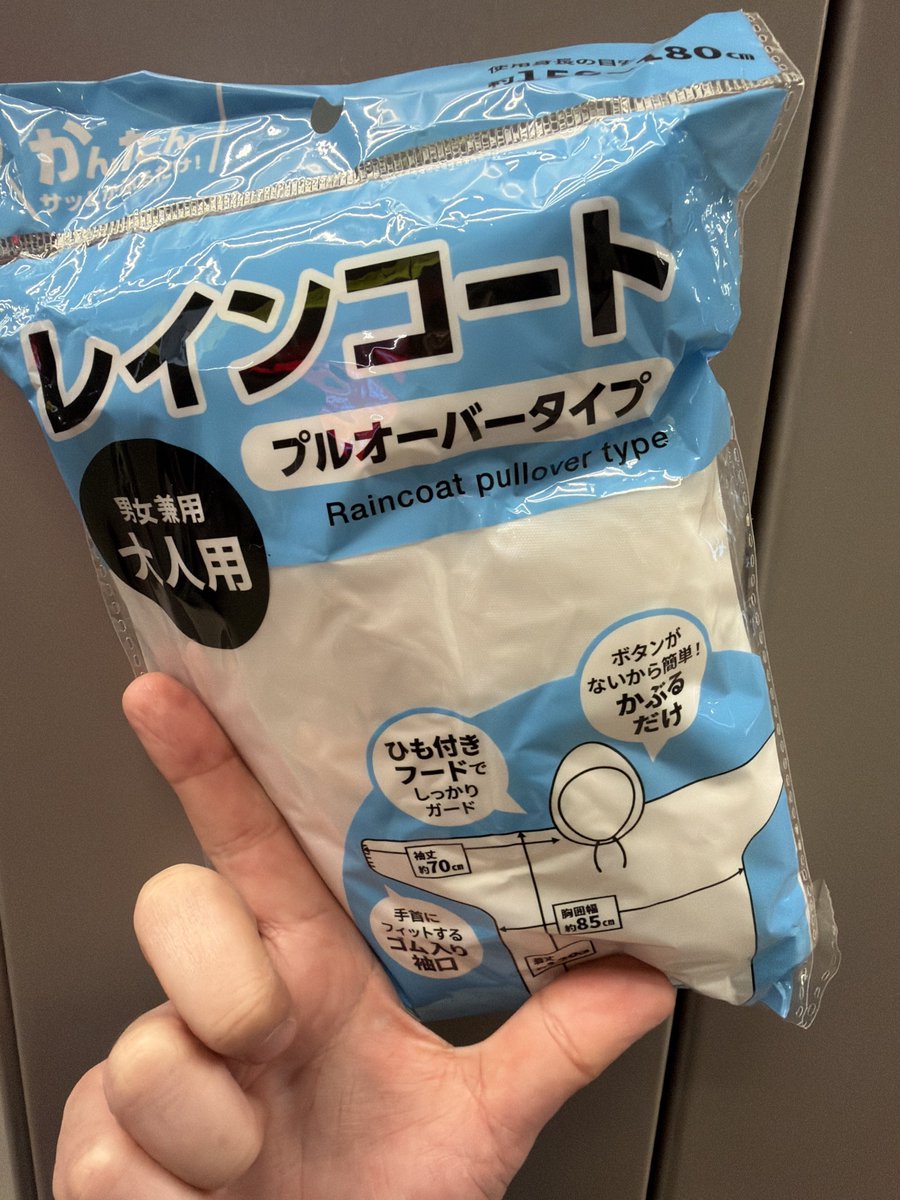 使用身長の目安
180cm
かんたん
レインコート
プルオーバータイプ
Raincoat pullover type
男女兼用
大人用
ボタンが
ないから簡単!
かぶる
だけ
ひも付き
フードで
しっかり
ガード
袖丈
約70cm
胸囲幅
約85cm
手首に
フィットする
ゴム入り
袖口